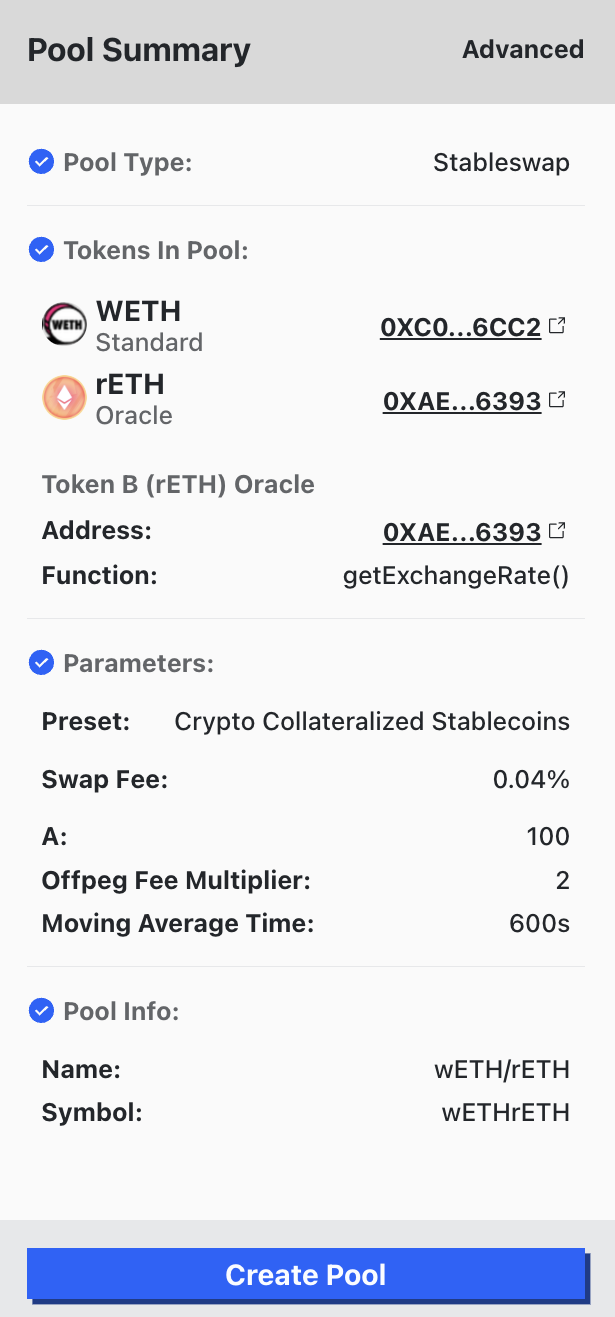 Pool Summary Advanced
Pool Type: Stableswap
Tokens In Pool:
WETH
WETH
Standard
0XC0...6CC2
rETH
Oracle
0XAE...6393
Token B (rETH) Oracle
Address: 0XAE...6393
Function: getExchangeRate()
Parameters:
Preset: Crypto Collateralized Stablecoins
Swap Fee: 0.04%
A: 100
Offpeg Fee Multiplier: 2
Moving Average Time: 600s
Pool Info:
Name: wETH/rETH
Symbol: wETHrETH
Create Pool